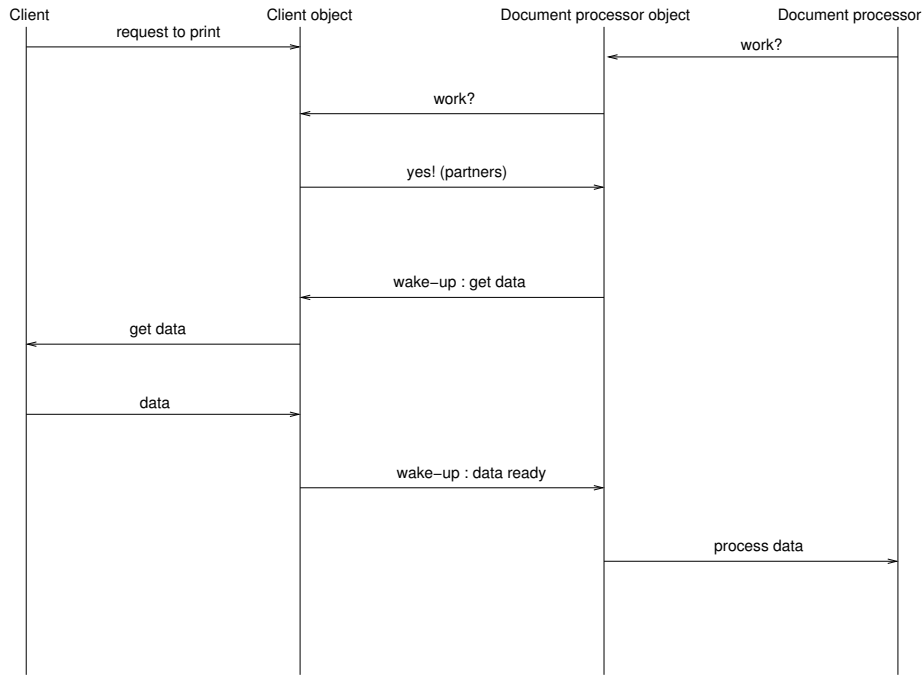 Client
Client object
Document processor object
Document processor
request to print
work?
work?
yes! (partners)
wake−up : get data
get data
data
wake−up : data ready
process data